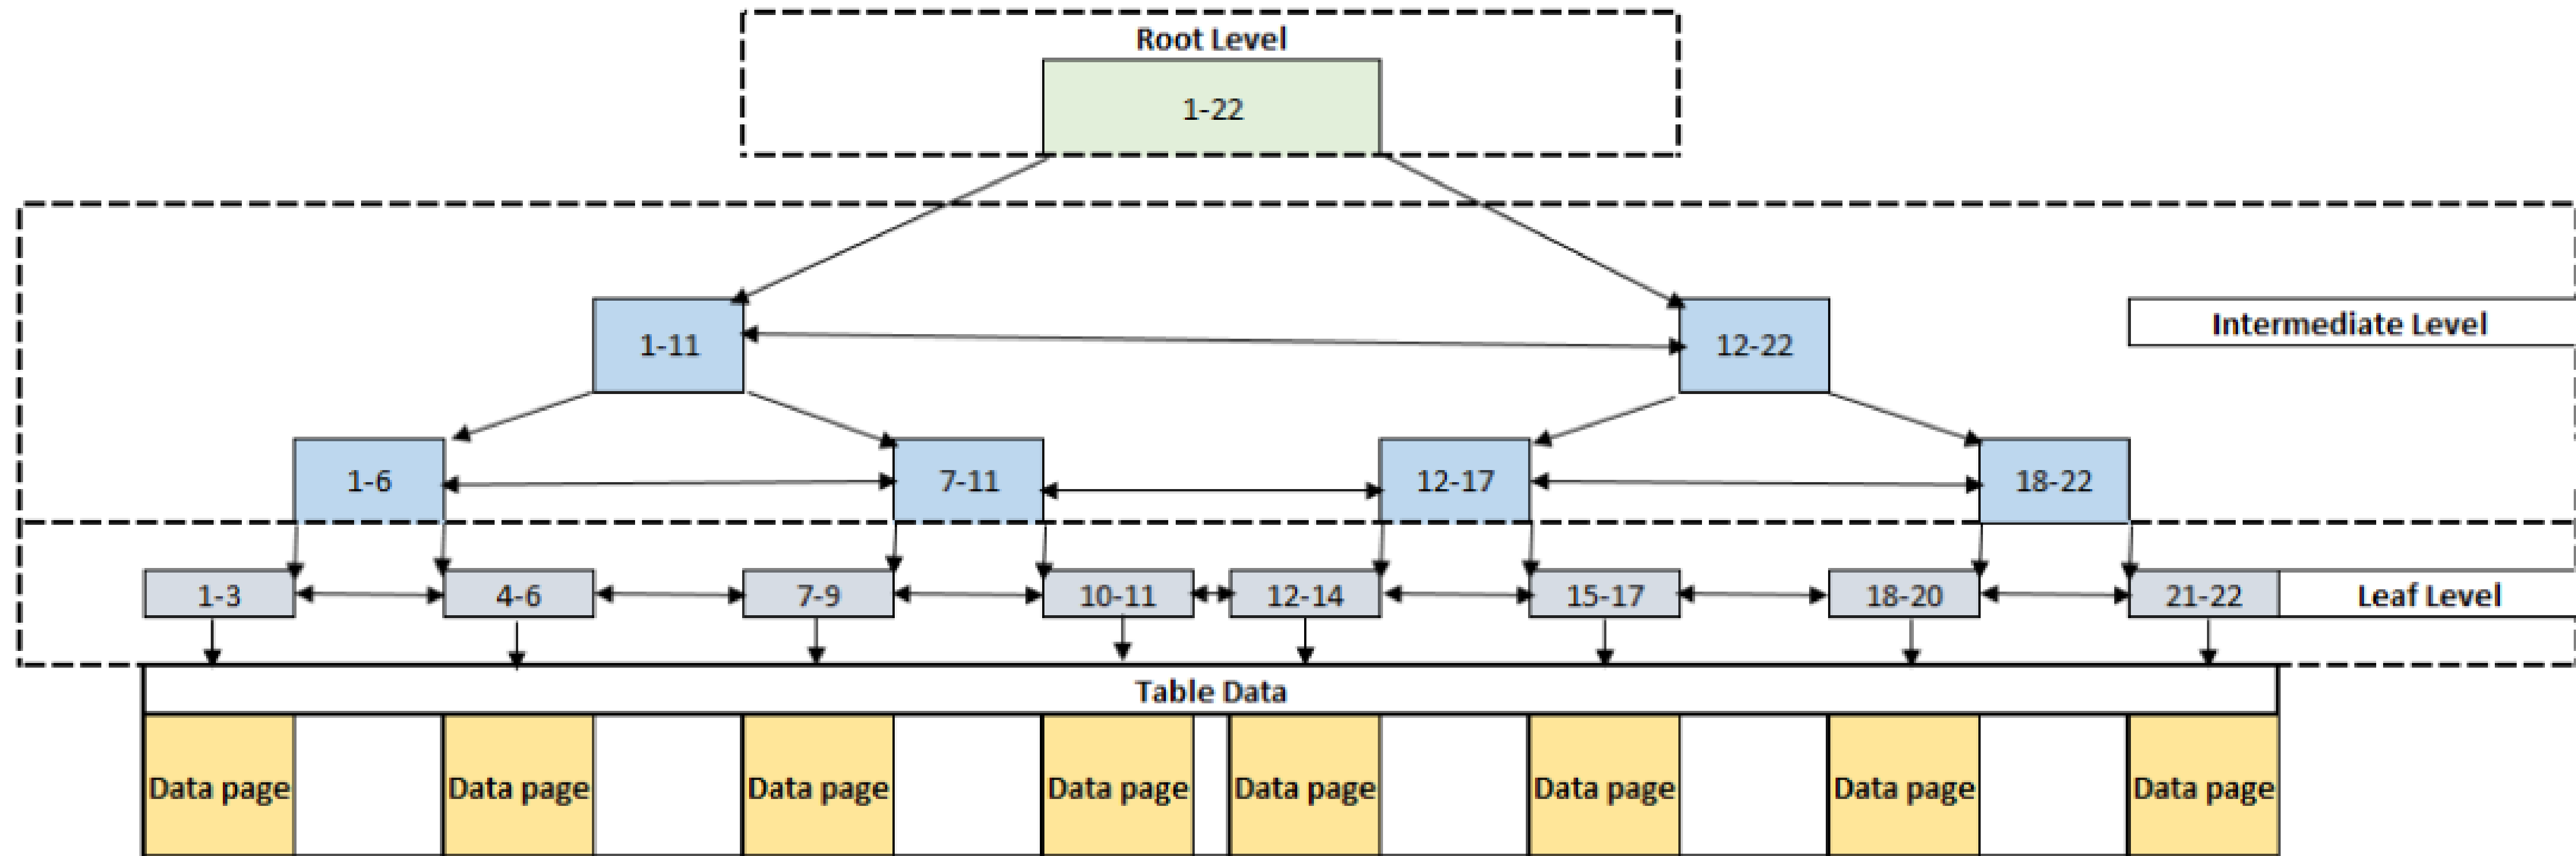 Root Level
1-22
1-11
12-22
Intermediate Level
1-6
7-11
12-17
18-22
1-3
4-6
7-9
10-11
12-14
15-17
18-20
21-22
Leaf Level
Table Data
Data page
Data page
Data page
Data page
Data page
Data page
Data page
Data page